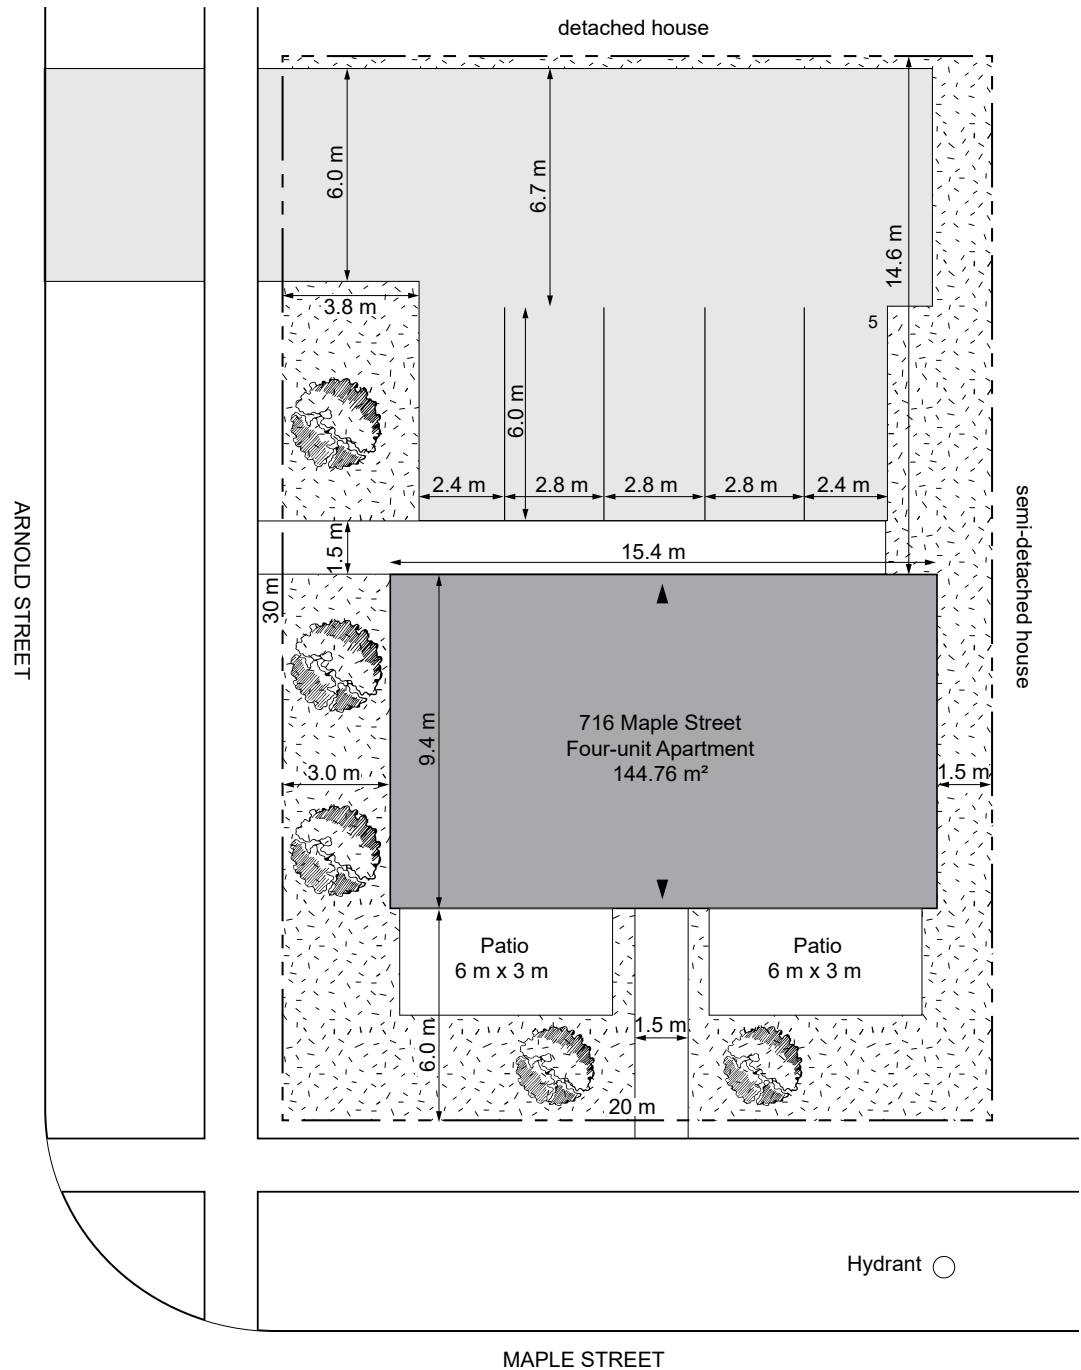 detached house
6.0 m
6.7 m
14.6 m
3.8 m
5
6.0 m
2.4 m
2.8 m
2.8 m
2.8 m
2.4 m
ARNOLD STREET
semi-detached house
1.5 m
15.4 m
30 m
9.4 m
716 Maple Street
Four-unit Apartment
144.76 m²
3.0 m
1.5 m
Patio
6 m x 3 m
Patio
6 m x 3 m
6.0 m
1.5 m
20 m
Hydrant
MAPLE STREET